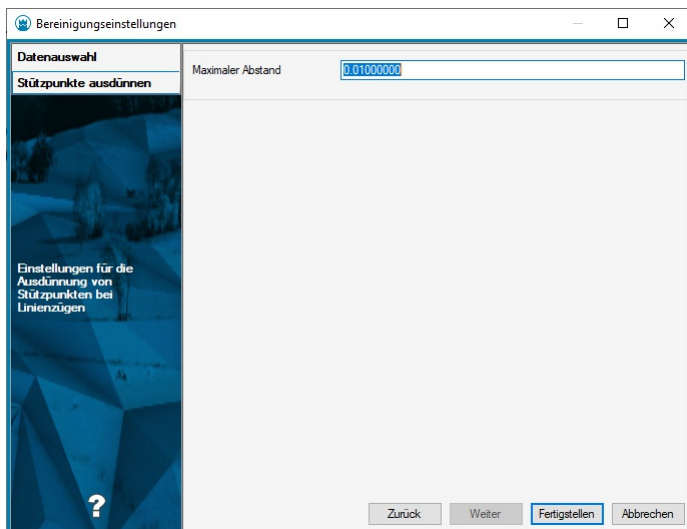 Bereinigungseinstellungen
Datenauswahl
Stützpunkte ausdünnen
Maximaler Abstand 0.01000000
Einstellungen für die
Ausdünnung von
Stützpunkten bei
Linienzügen
?
Zurück Weiter Fertigstellen Abbrechen